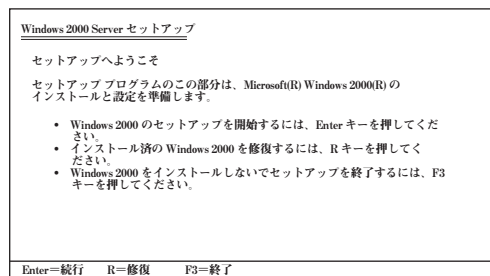 Windows 2000 Server セットアップ
セットアップへようこそ
セットアップ プログラムのこの部分は、Microsoft(R) Windows 2000(R) の
インストールと設定を準備します。
• Windows 2000 のセットアップを開始するには、Enter キーを押してくだ
さい。
• インストール済の Windows 2000 を修復するには、R キーを押してく
ださい。
• Windows 2000 をインストールしないでセットアップを終了するには、F3
キーを押してください。
Enter＝続行 R＝修復 F3＝終了